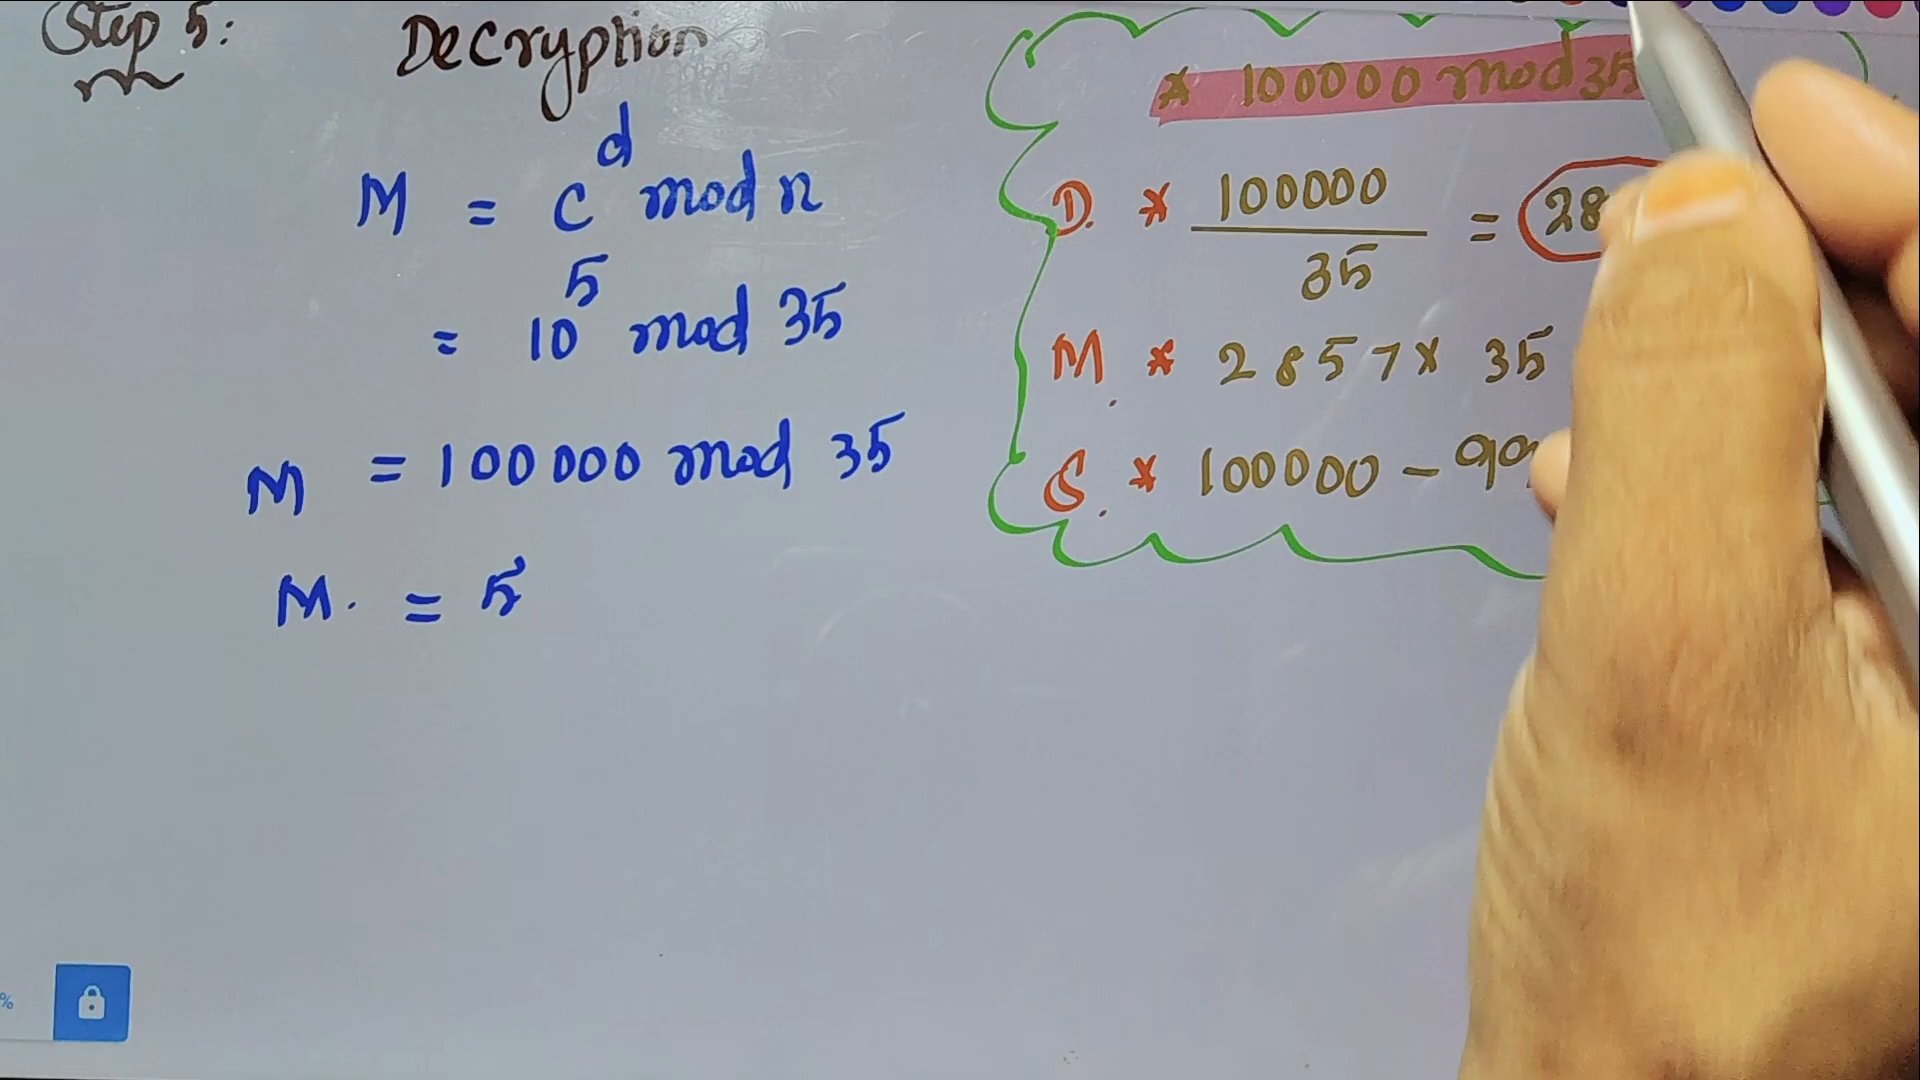 Step 5: Decryption
M = C^d mod n
= 10^5 mod 35
M = 100000 mod 35
M. = 5
* 100000 mod 35
D. * 100000 / 35 = 28
M. * 2857 * 35
S. * 100000 - 99
%